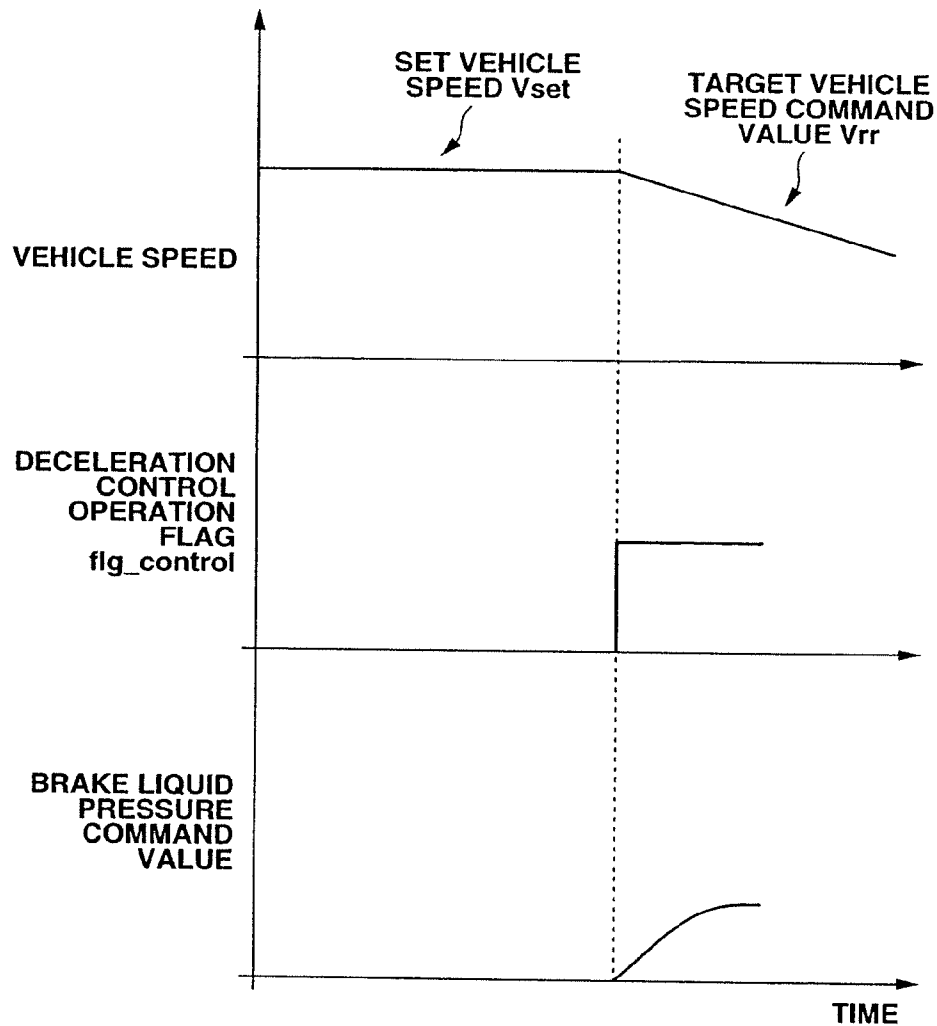 SET VEHICLE
SPEED Vset
TARGET VEHICLE
SPEED COMMAND
VALUE Vrr
VEHICLE SPEED
DECELERATION
CONTROL
OPERATION
FLAG
flg_control
BRAKE LIQUID
PRESSURE
COMMAND
VALUE
TIME